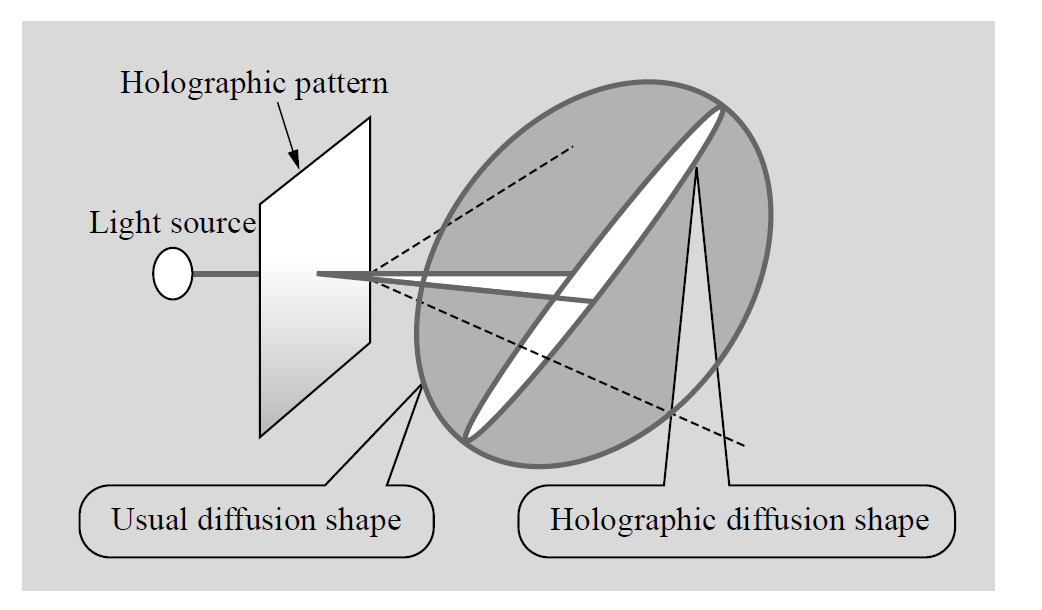 Holographic pattern
Light source
Usual diffusion shape
Holographic diffusion shape